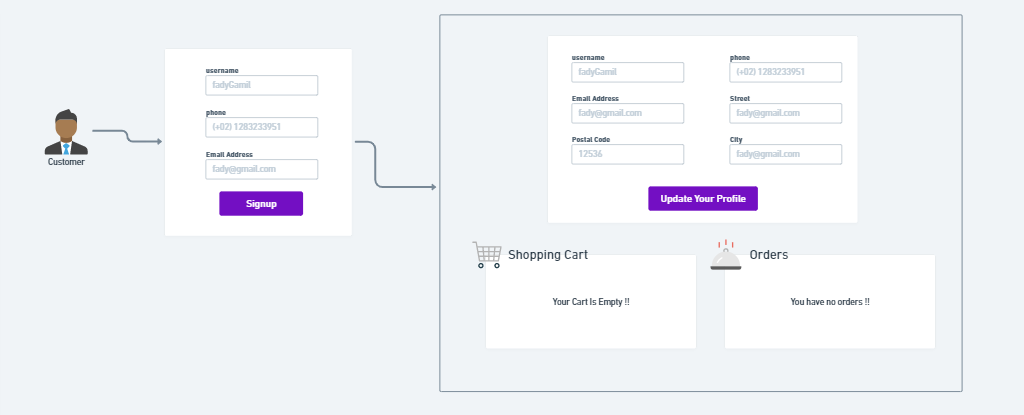 Customer
username
fadyGamil
phone
(+02) 1283233951
Email Address
fady@gmail.com
Signup
username
fadyGamil
phone
(+02) 1283233951
Email Address
fady@gmail.com
Street
fady@gmail.com
Postal Code
12536
City
fady@gmail.com
Update Your Profile
Shopping Cart
Your Cart Is Empty !!
Orders
You have no orders !!